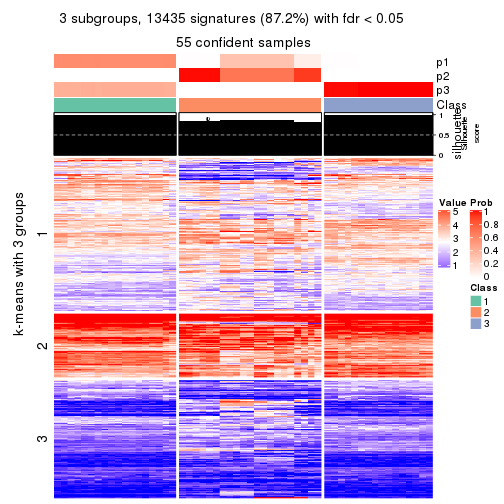 3 subgroups, 13435 signatures (87.2%) with fdr < 0.05
55 confident samples
p1
p2
p3
Class
1
0.5
0
silhouette
Silhouette
score
k-means with 3 groups
1
2
3
Value
5
4
3
2
1
Prob
1
0.8
0.6
0.4
0.2
0
Class
1
2
3